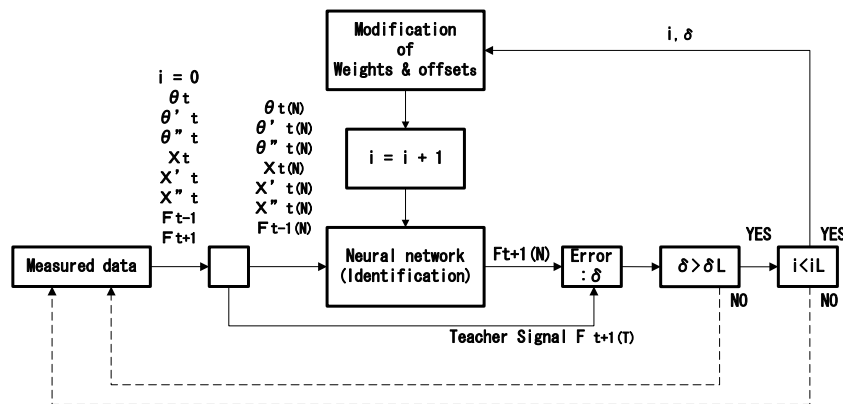 Modification
of
Weights & offsets
i, δ
i = 0
θt
θ' t
θ" t
Xt
X' t
X" t
Ft-1
Ft+1
θt(N)
θ' t(N)
θ" t(N)
Xt(N)
X' t(N)
X" t(N)
Ft-1(N)
i = i + 1
Measured data
Neural network
(Identification)
Ft+1(N)
Error
:δ
δ>δL
YES
NO
i<iL
YES
NO
Teacher Signal F t+1(T)